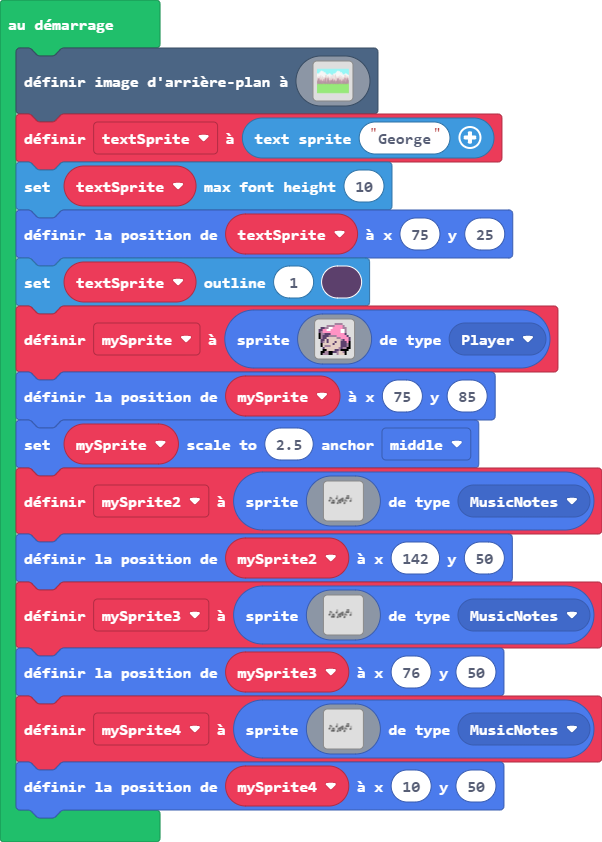 au démarrage
définir image d'arrière-plan à
définir textSprite à text sprite "George"
set textSprite max font height 10
définir la position de textSprite à x 75 y 25
set textSprite outline 1
définir mySprite à sprite de type Player
définir la position de mySprite à x 75 y 85
set mySprite scale to 2.5 anchor middle
définir mySprite2 à sprite de type MusicNotes
définir la position de mySprite2 à x 142 y 50
définir mySprite3 à sprite de type MusicNotes
définir la position de mySprite3 à x 76 y 50
définir mySprite4 à sprite de type MusicNotes
définir la position de mySprite4 à x 10 y 50